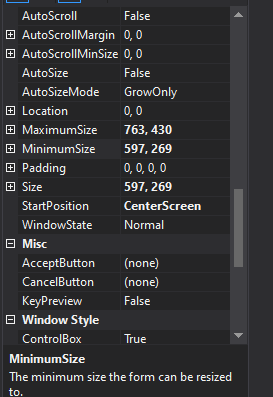 AutoScroll False
AutoScrollMargin 0, 0
AutoScrollMinSize 0, 0
AutoSize False
AutoSizeMode GrowOnly
Location 0, 0
MaximumSize 763, 430
MinimumSize 597, 269
Padding 0, 0, 0, 0
Size 597, 269
StartPosition CenterScreen
WindowState Normal
Misc
AcceptButton (none)
CancelButton (none)
KeyPreview False
Window Style
ControlBox True
MinimumSize
The minimum size the form can be resized
to.